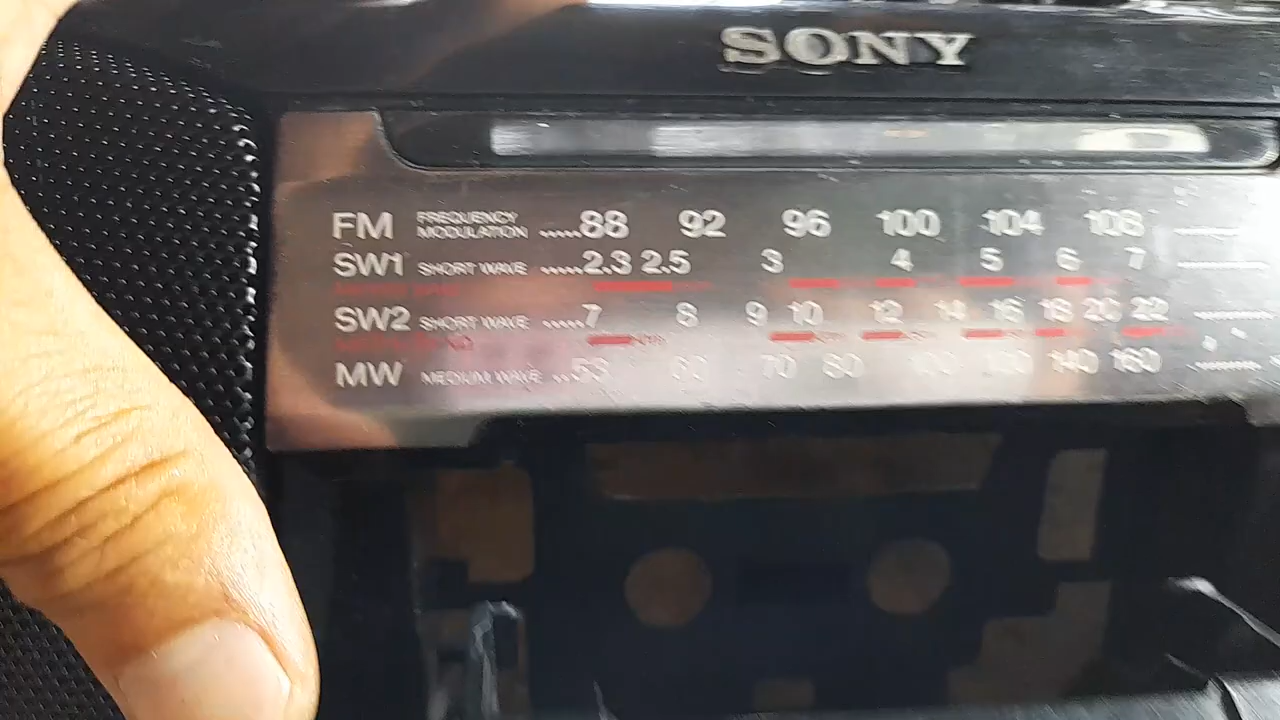 SONY
FM FREQUENCY MODULATION .....88 92 96 100 104 108
SW1 SHORT WAVE .....2.3 2.5 3 4 5 6 7
SW2 SHORT WAVE .....7 8 9 10 12 14 16 18 20 22
MW MEDIUM WAVE ..53 60 70 80 100 120 140 160